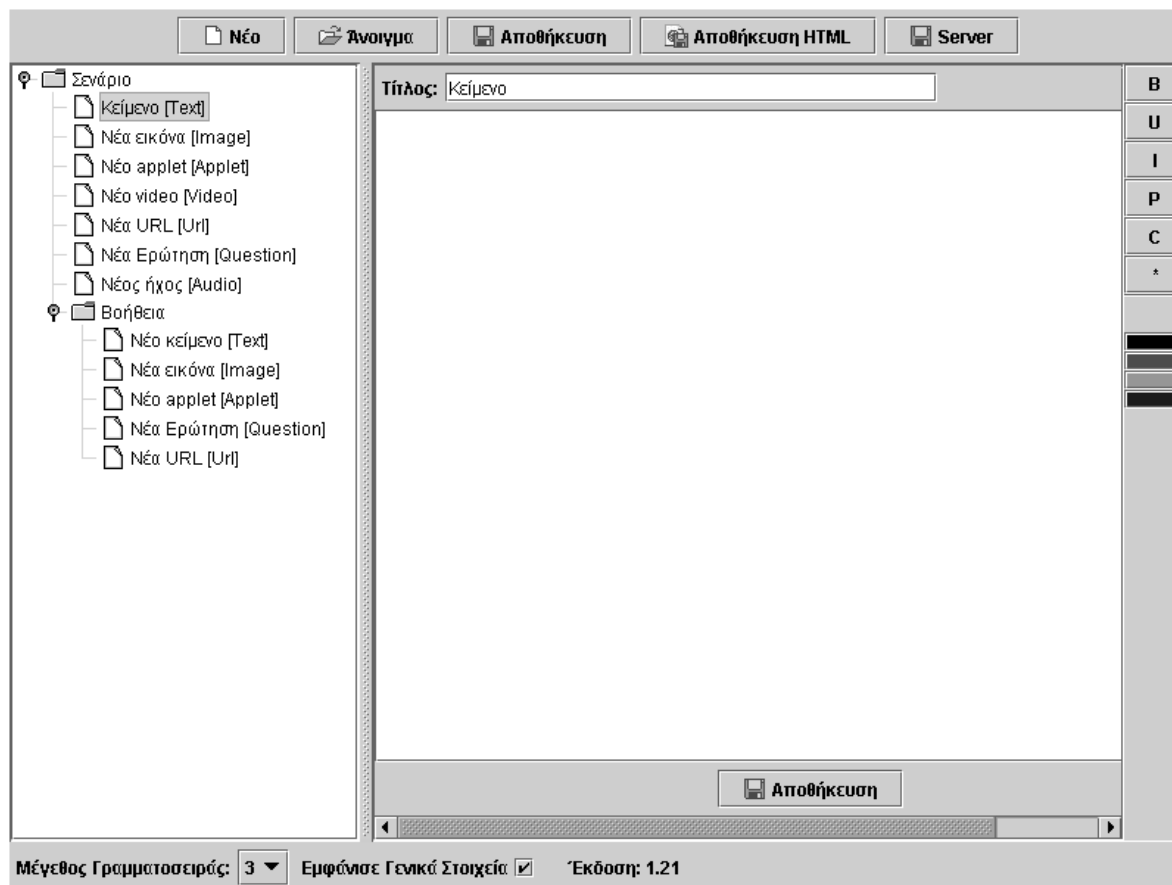 Νέο Άνοιγμα Αποθήκευση Αποθήκευση HTML Server
Σενάριο
Κείμενο [Text]
Νέα εικόνα [Image]
Νέο applet [Applet]
Νέο video [Video]
Νέα URL [Url]
Νέα Ερώτηση [Question]
Νέος ήχος [Audio]
Βοήθεια
Νέο κείμενο [Text]
Νέα εικόνα [Image]
Νέο applet [Applet]
Νέα Ερώτηση [Question]
Νέα URL [Url]
Τίτλος: Κείμενο
B
U
I
P
C
*
Αποθήκευση
Μέγεθος Γραμματοσειράς: 3 Εμφάνισε Γενικά Στοιχεία Έκδοση: 1.21